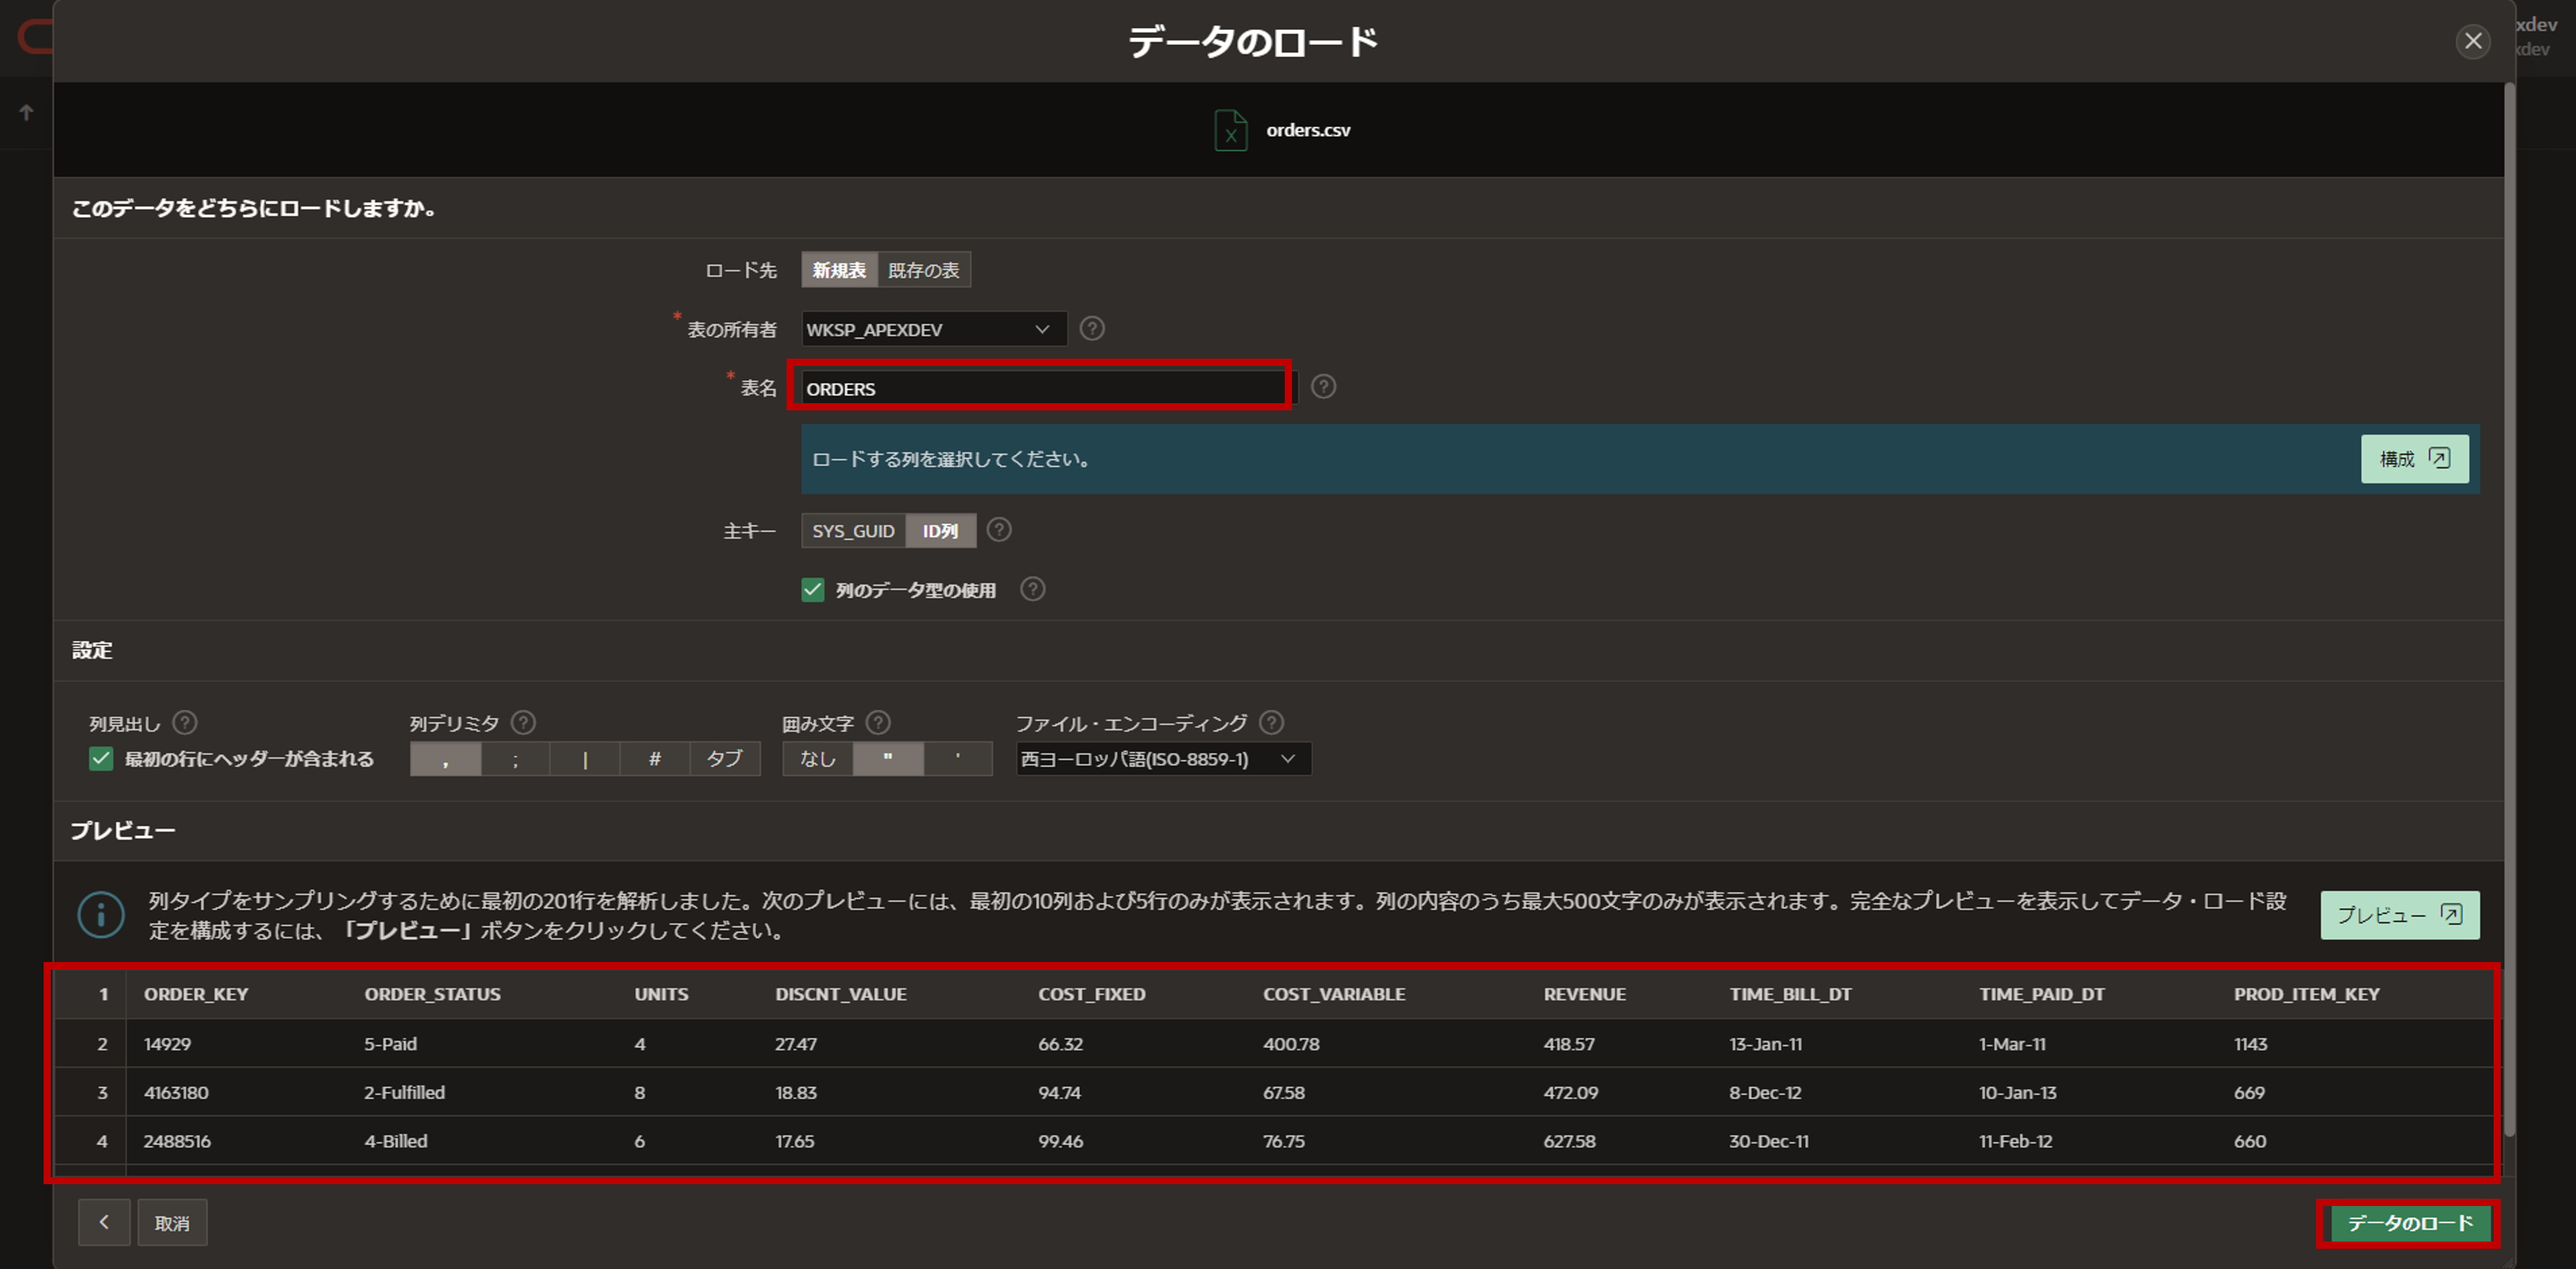 データのロード
xdev
xdev
orders.csv
このデータをどちらにロードしますか。
ロード先 新規表 既存の表
* 表の所有者 WKSP_APEXDEV
* 表名 ORDERS
ロードする列を選択してください。 構成
主キー SYS_GUID ID列
列のデータ型の使用
設定
列見出し 列デリミタ 囲み文字 ファイル・エンコーディング
最初の行にヘッダーが含まれる , ; | # タブ なし " ' 西ヨーロッパ語(ISO-8859-1)
プレビュー
列タイプをサンプリングするために最初の201行を解析しました。次のプレビューには、最初の10列および5行のみが表示されます。列の内容のうち最大500文字のみが表示されます。完全なプレビューを表示してデータ・ロード設
定を構成するには、「プレビュー」ボタンをクリックしてください。
プレビュー
1 ORDER_KEY ORDER_STATUS UNITS DISCNT_VALUE COST_FIXED COST_VARIABLE REVENUE TIME_BILL_DT TIME_PAID_DT PROD_ITEM_KEY
2 14929 5-Paid 4 27.47 66.32 400.78 418.57 13-Jan-11 1-Mar-11 1143
3 4163180 2-Fulfilled 8 18.83 94.74 67.58 472.09 8-Dec-12 10-Jan-13 669
4 2488516 4-Billed 6 17.65 99.46 76.75 627.58 30-Dec-11 11-Feb-12 660
取消 データのロード